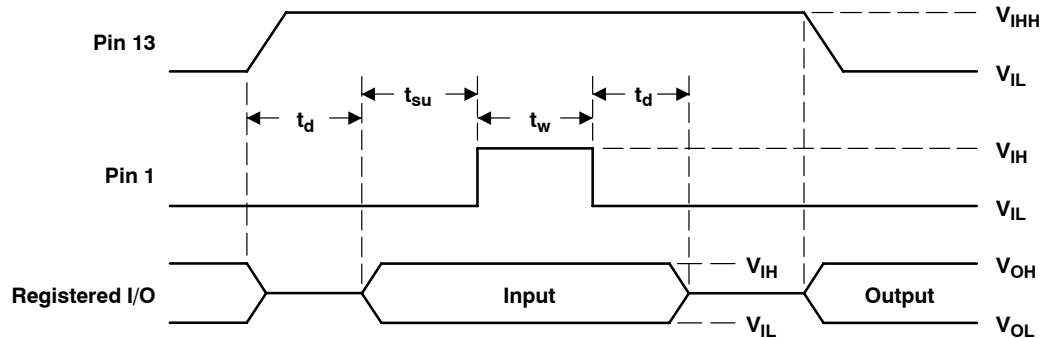 Pin 13
V_IHH
V_IL
t_d
t_su
t_w
t_d
Pin 1
V_IH
V_IL
Registered I/O
Input
V_IH
V_IL
Output
V_OH
V_OL